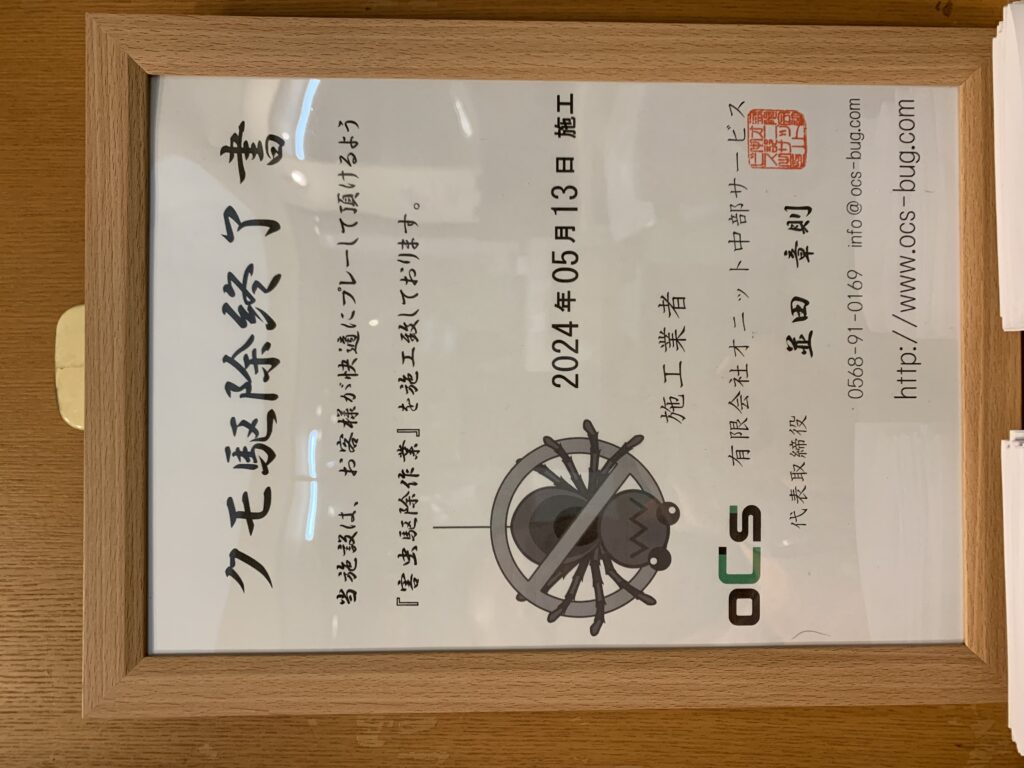 クモ駆除終了書
当施設は、お客様が快適にプレーして頂けるよう
『害虫駆除作業』を施工致しております。
2024年05月13日 施工
施工業者
oCs 有限会社オニット中部サービス
代表取締役 並田 章則
0568-91-0169 info@ocs-bug.com
http://www.ocs-bug.com